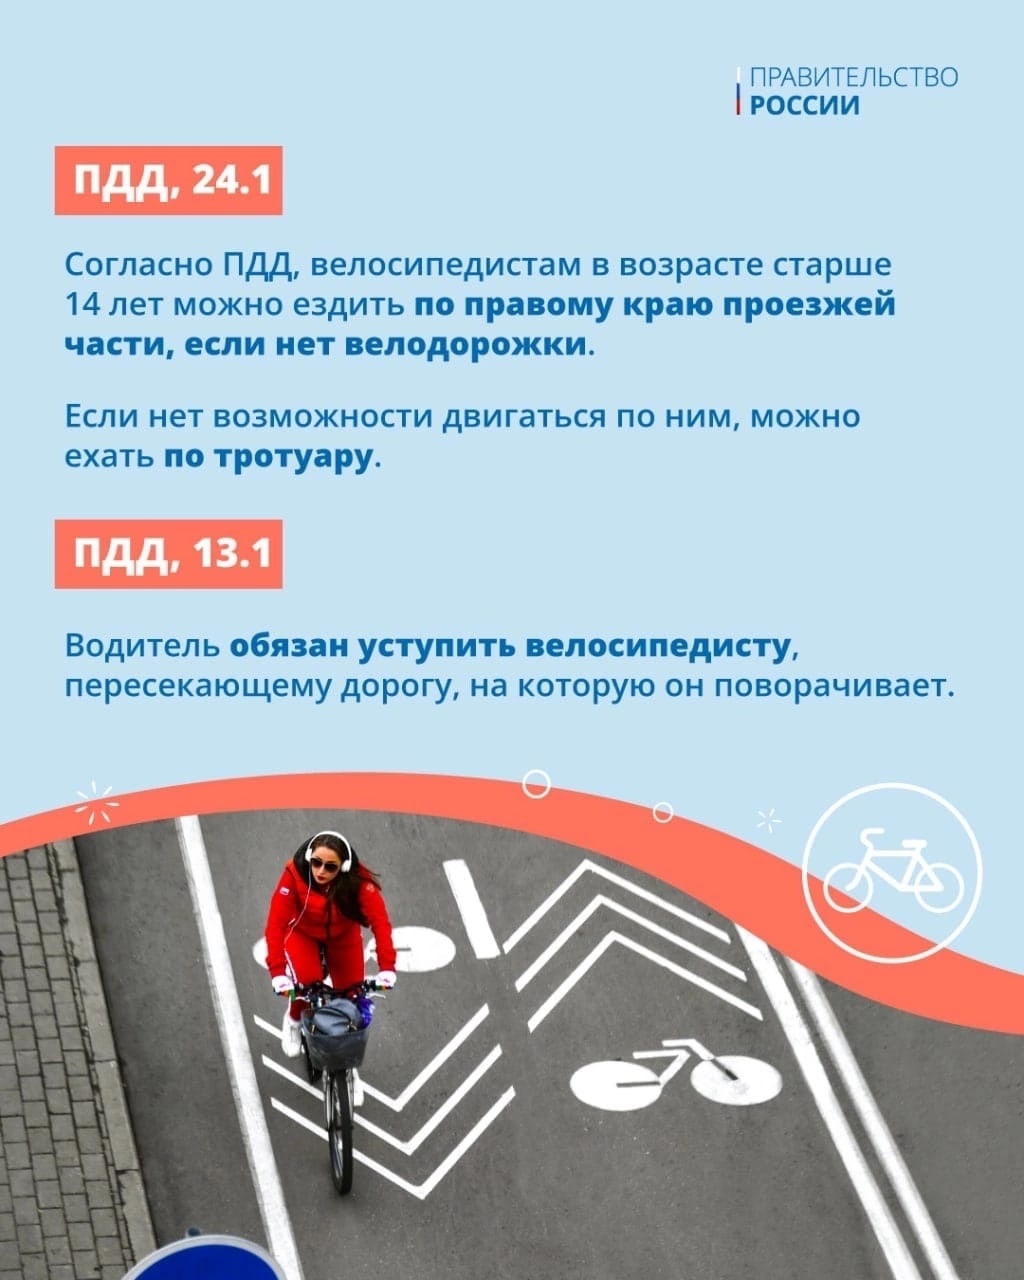 ПРАВИТЕЛЬСТВО
РОССИИ
ПДД, 24.1
Согласно ПДД, велосипедистам в возрасте старше
14 лет можно ездить по правому краю проезжей
части, если нет велодорожки.
Если нет возможности двигаться по ним, можно
ехать по тротуару.
ПДД, 13.1
Водитель обязан уступить велосипедисту,
пересекающему дорогу, на которую он поворачивает.